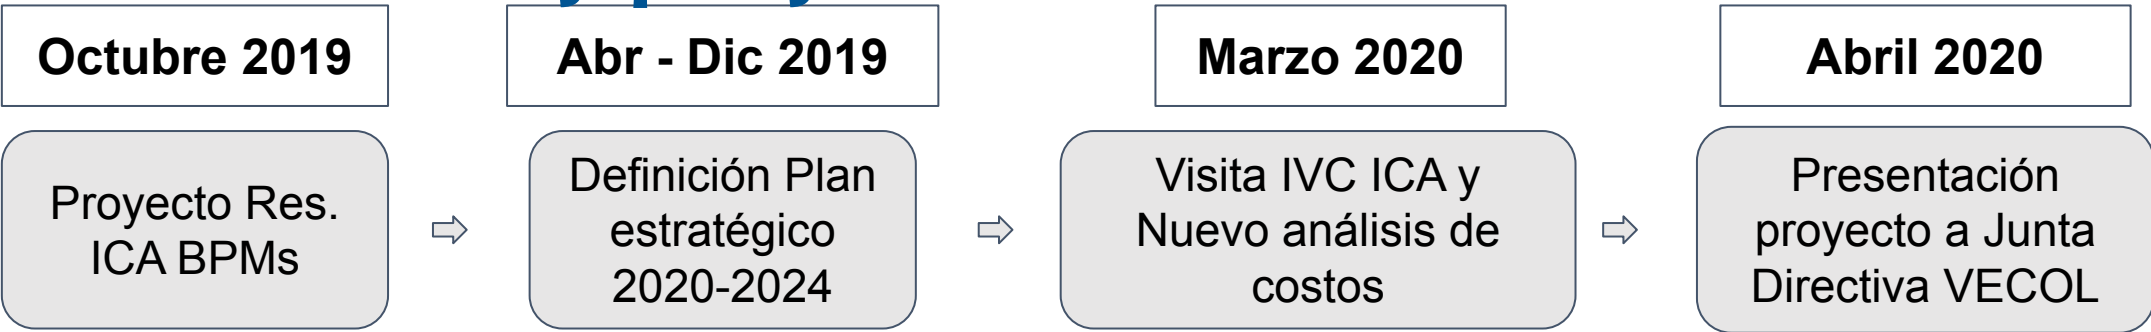 Octubre 2019
Abr - Dic 2019
Marzo 2020
Abril 2020
Proyecto Res.
ICA BPMs
Definición Plan
estratégico
2020-2024
Visita IVC ICA y
Nuevo análisis de
costos
Presentación
proyecto a Junta
Directiva VECOL